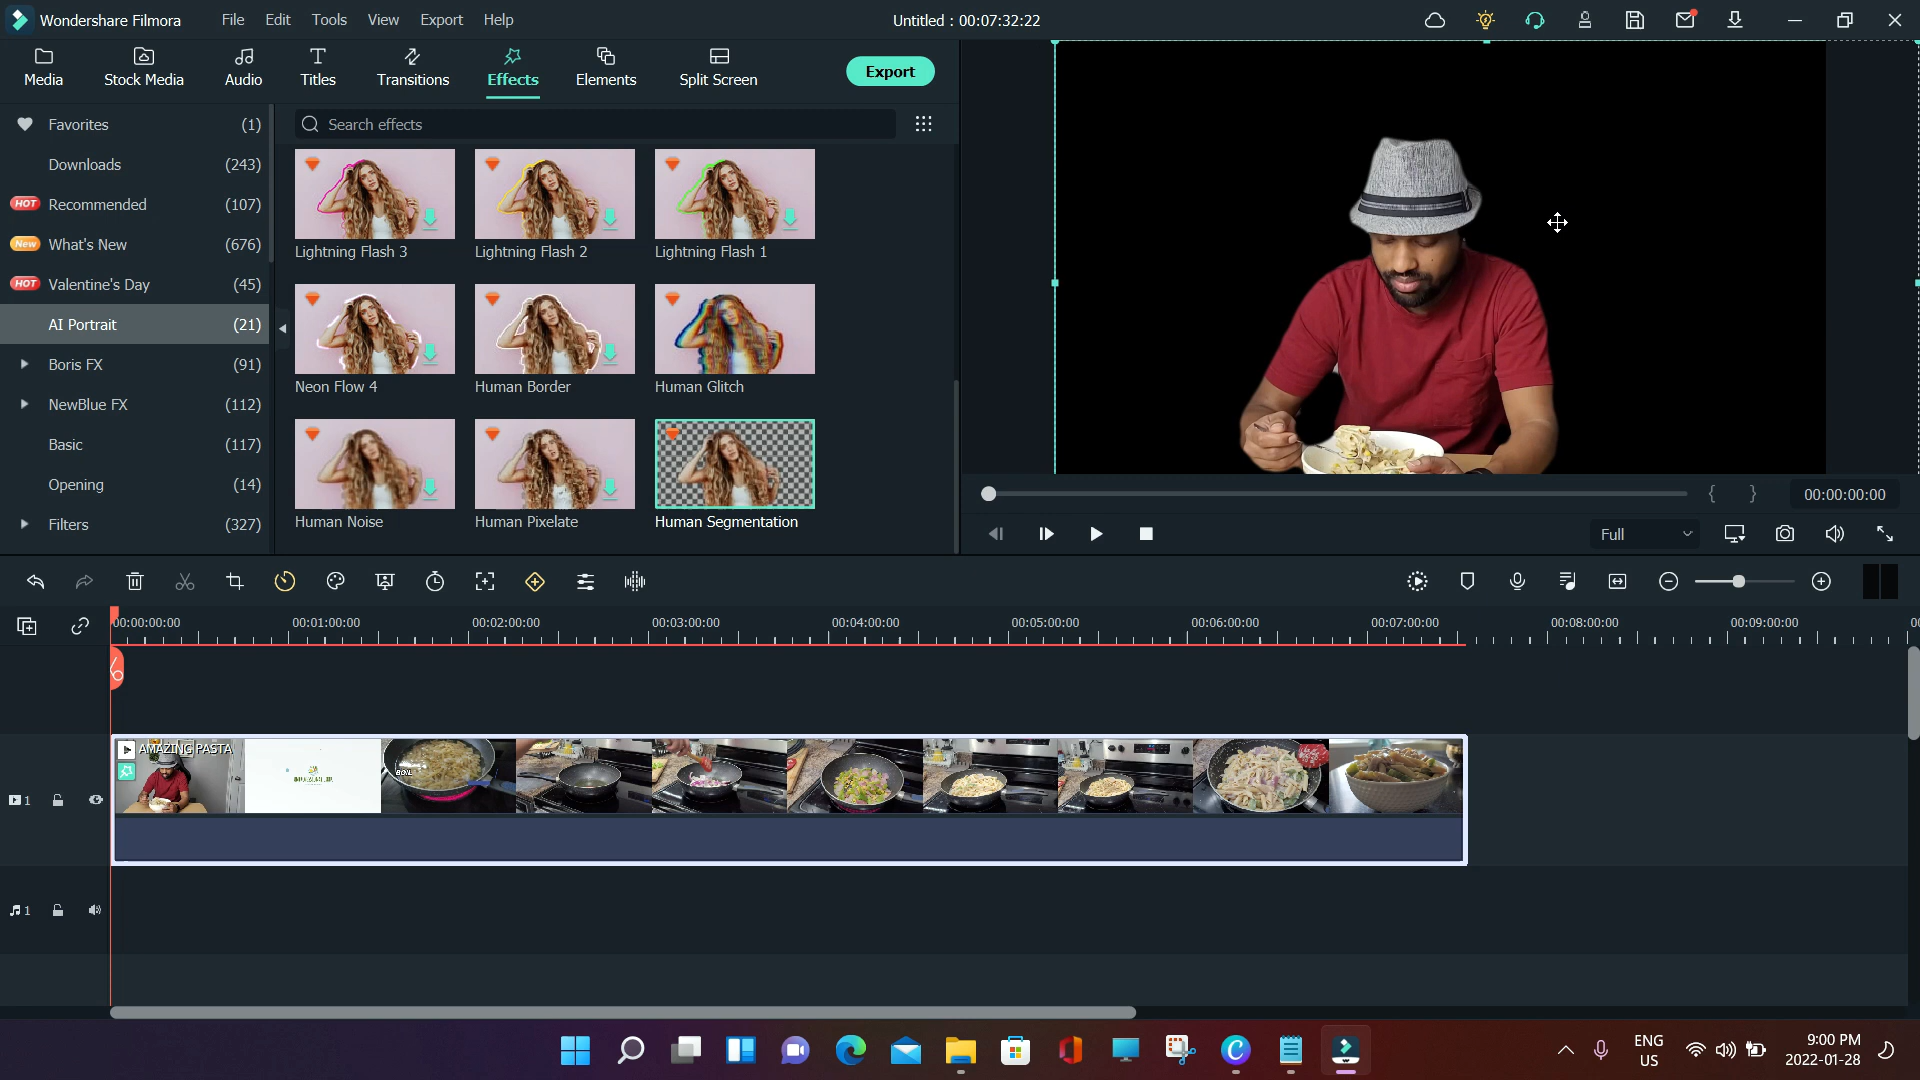 Wondershare Filmora File Edit Tools View Export Help Untitled : 00:07:32:22
Media Stock Media Audio Titles Transitions Effects Elements Split Screen Export
Favorites (1)
Downloads (243)
HOT Recommended (107)
New What's New (676)
HOT Valentine's Day (45)
AI Portrait (21)
Boris FX (91)
NewBlue FX (112)
Basic (117)
Opening (14)
Filters (327)
Search effects
Lightning Flash 3 Lightning Flash 2 Lightning Flash 1
Neon Flow 4 Human Border Human Glitch
Human Noise Human Pixelate Human Segmentation
{ } 00:00:00:00
Full
00:00:00:00 00:01:00:00 00:02:00:00 00:03:00:00 00:04:00:00 00:05:00:00 00:06:00:00 00:07:00:00 00:08:00:00 00:09:00:00
AMAZING PASTA
BOIL
1
1
ENG
US
9:00 PM
2022-01-28